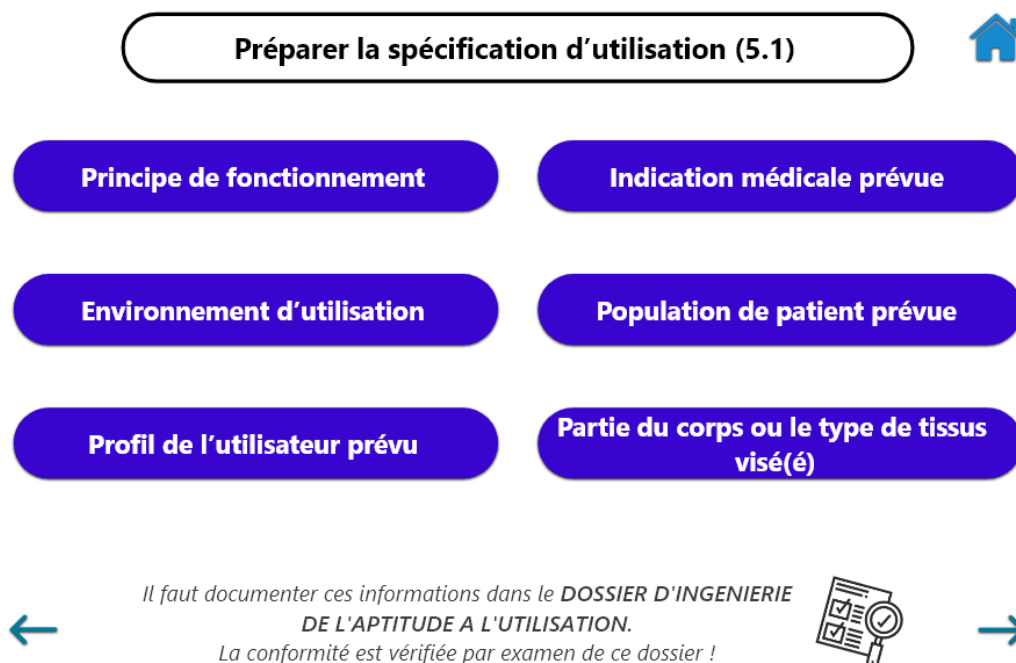 Préparer la spécification d’utilisation (5.1)
Principe de fonctionnement
Indication médicale prévue
Environnement d’utilisation
Population de patient prévue
Profil de l’utilisateur prévu
Partie du corps ou le type de tissus
visé(é)
Il faut documenter ces informations dans le DOSSIER D'INGENIERIE
DE L'APTITUDE A L'UTILISATION.
La conformité est vérifiée par examen de ce dossier !